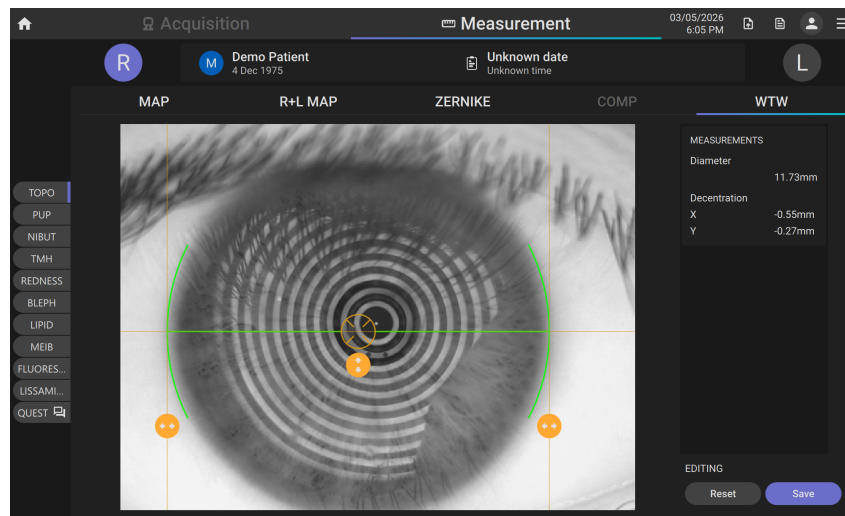 Acquisition
Measurement
03/05/2026
6:05 PM
R
M
Demo Patient
4 Dec 1975
Unknown date
Unknown time
L
MAP
R+L MAP
ZERNIKE
COMP
WTW
TOPO
PUP
NIBUT
TMH
REDNESS
BLEPH
LIPID
MEIB
FLUORES...
LISSAMI...
QUEST
MEASUREMENTS
Diameter
11.73mm
Decentration
X -0.55mm
Y -0.27mm
EDITING
Reset
Save